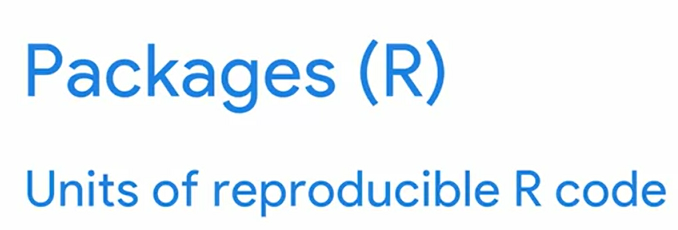 Packages (R)
Units of reproducible R code